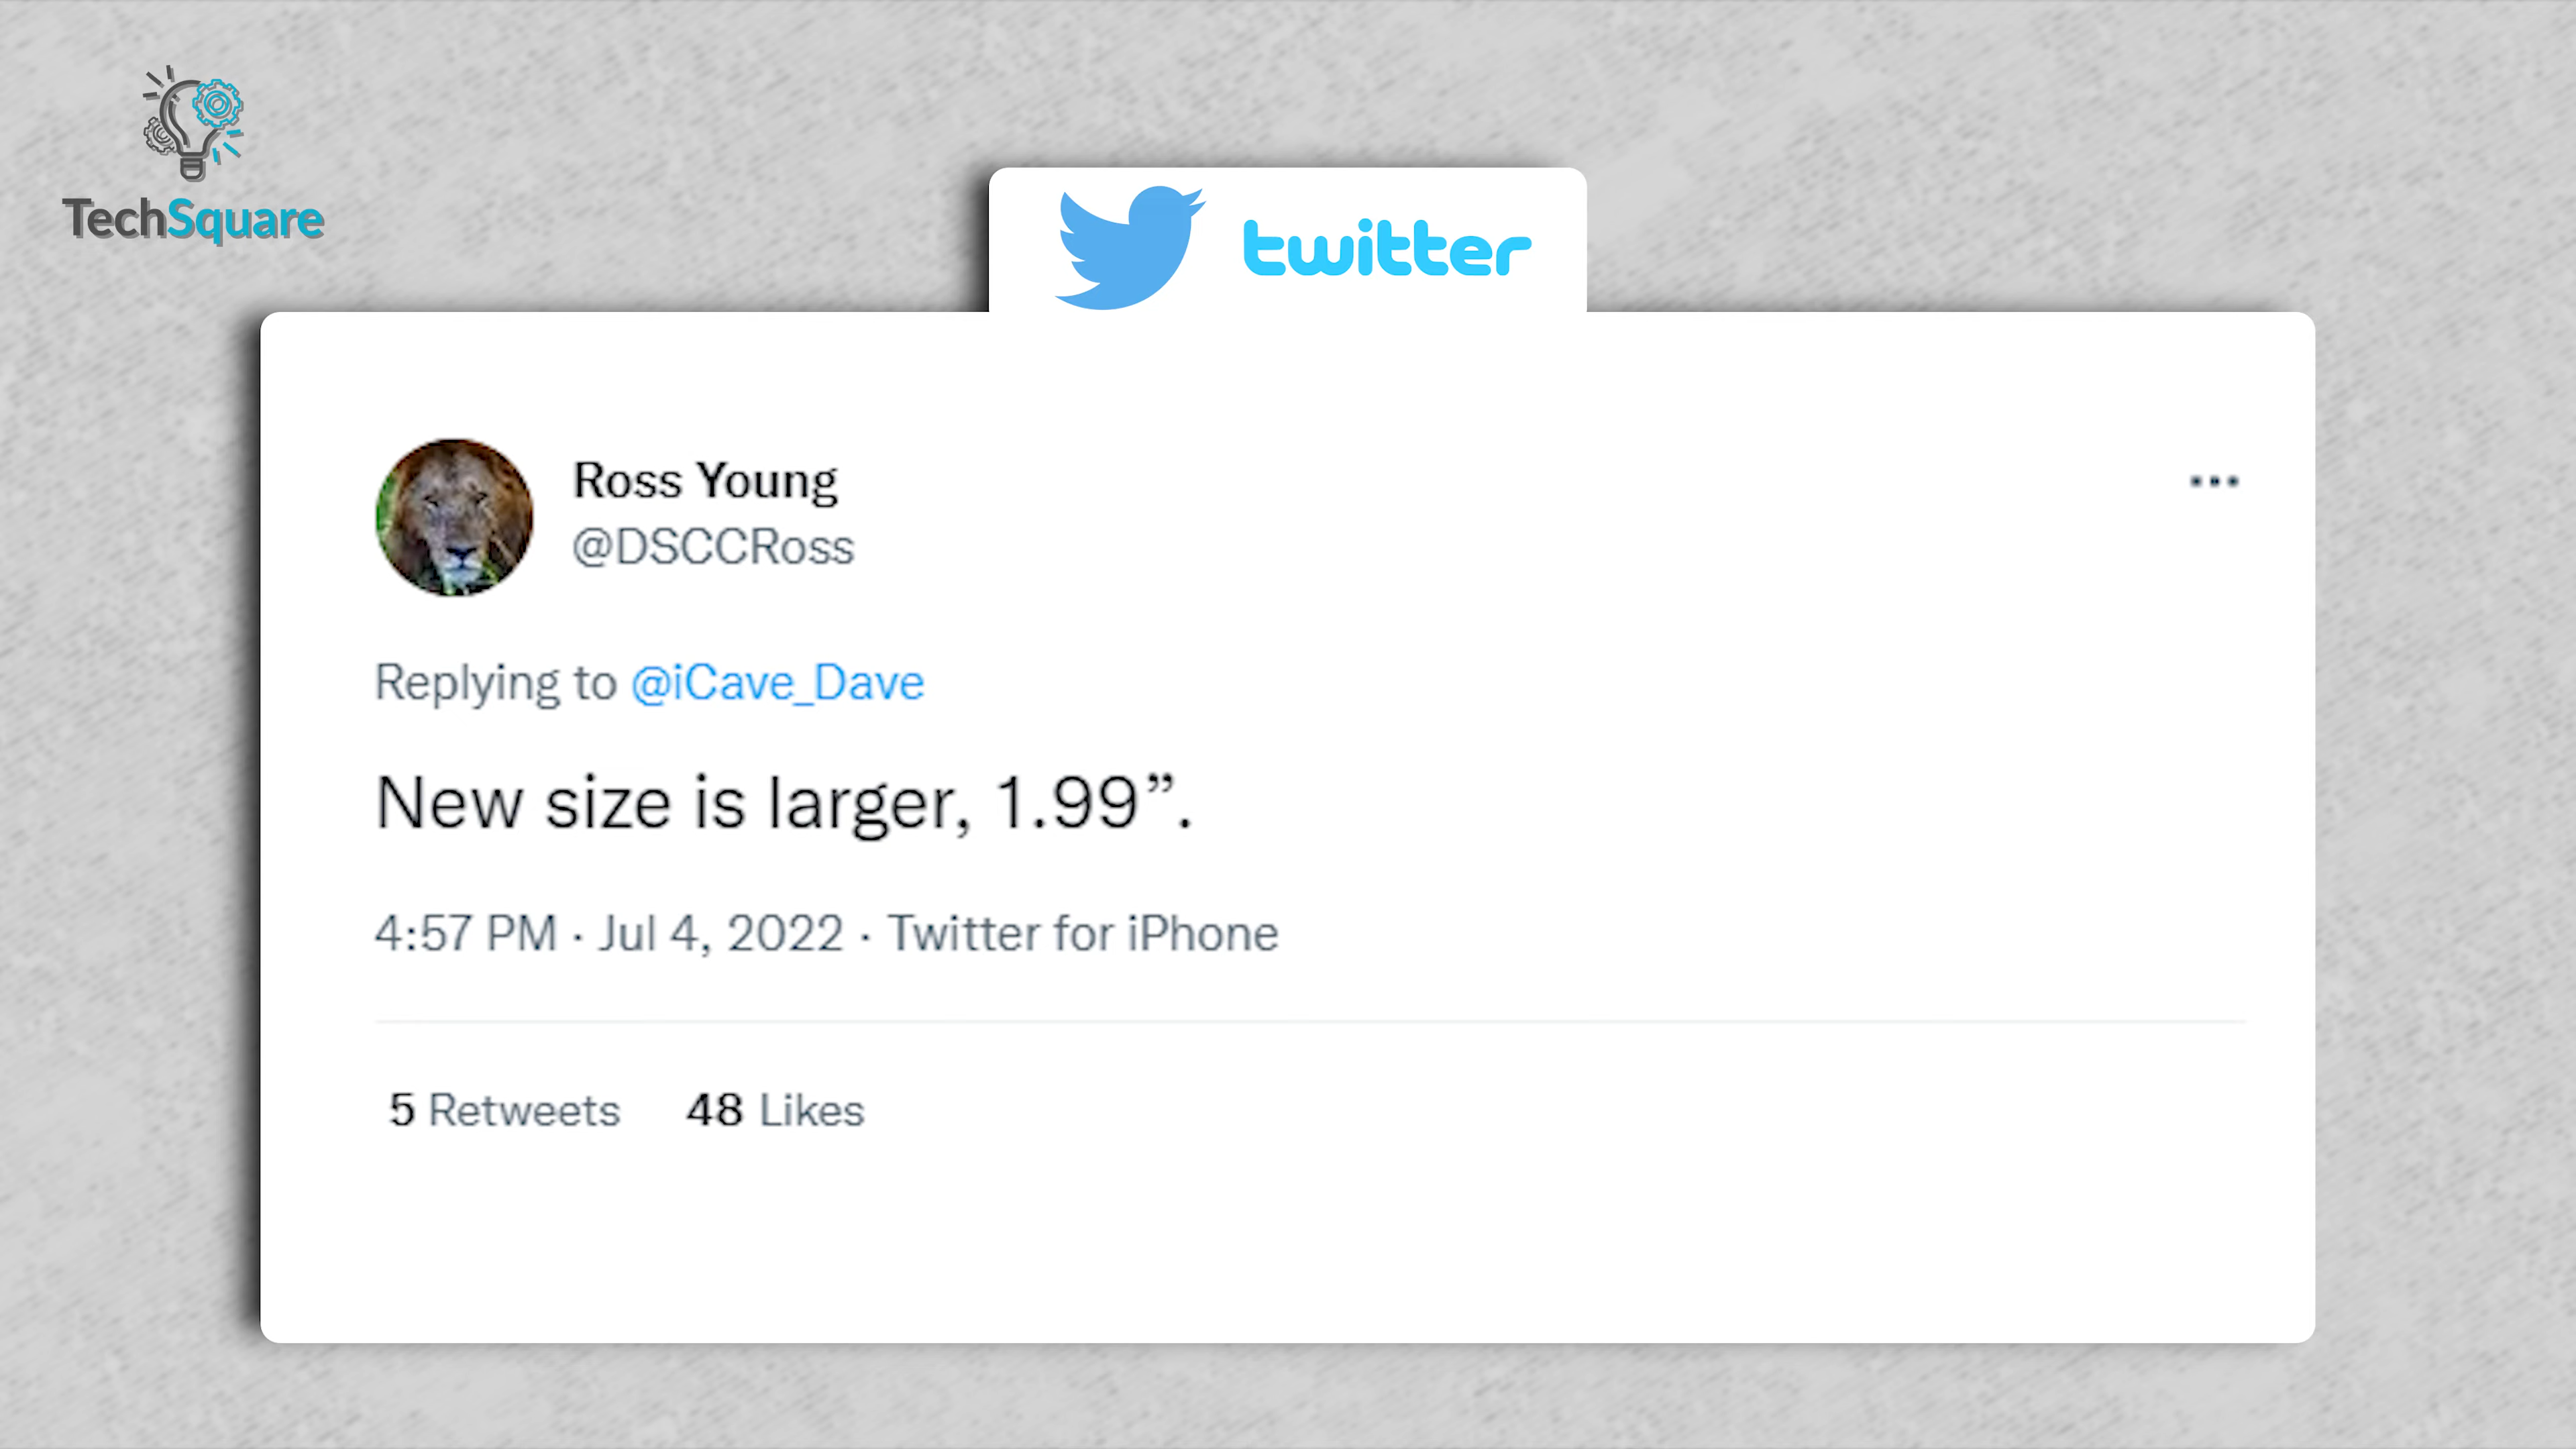 TechSquare
twitter
Ross Young
@DSCCRoss
Replying to @iCave_Dave
New size is larger, 1.99”.
4:57 PM · Jul 4, 2022 · Twitter for iPhone
5 Retweets 48 Likes